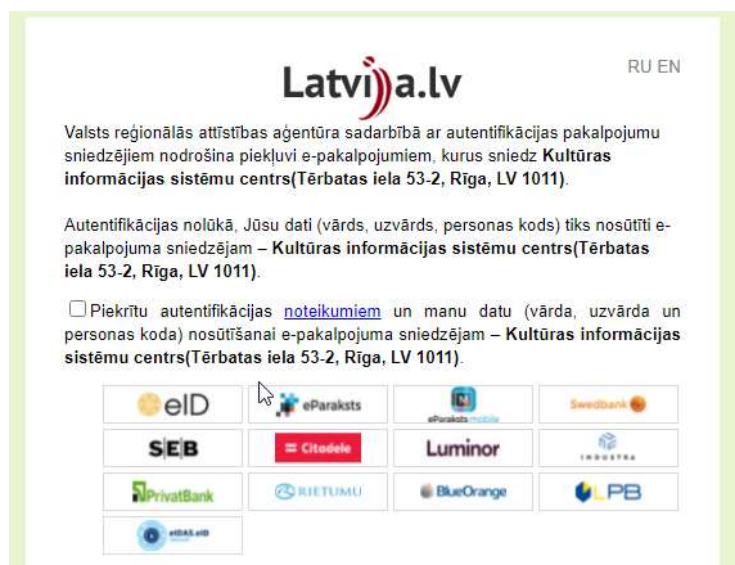 Latvija.lv
RU EN
Valsts reģionālās attīstības aģentūra sadarbībā ar autentifikācijas pakalpojumu
sniedzējiem nodrošina piekļuvi e-pakalpojumiem, kurus sniedz Kultūras
informācijas sistēmu centrs(Tērbatas iela 53-2, Rīga, LV 1011).
Autentifikācijas nolūkā, Jūsu dati (vārds, uzvārds, personas kods) tiks nosūtīti e-
pakalpojuma sniedzējam – Kultūras informācijas sistēmu centrs(Tērbatas
iela 53-2, Rīga, LV 1011).
Piekrītu autentifikācijas noteikumiem un manu datu (vārda, uzvārda un
personas koda) nosūtīšanai e-pakalpojuma sniedzējam – Kultūras informācijas
sistēmu centrs(Tērbatas iela 53-2, Rīga, LV 1011).
eID eParaksts eParaksts mobile Swedbank
SEB Citadele Luminor INDUSTRA
PrivatBank RIETUMU BlueOrange LPB
eIDAS.eID